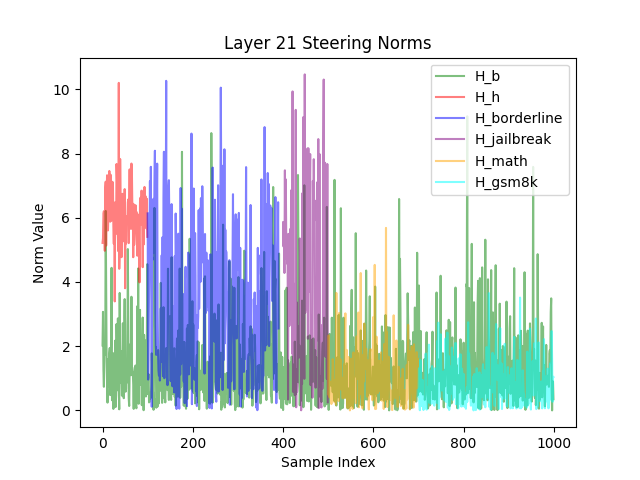 Layer 21 Steering Norms
Norm Value
10
8
6
4
2
0
H_b
H_h
H_borderline
H_jailbreak
H_math
H_gsm8k
0 200 400 600 800 1000
Sample Index